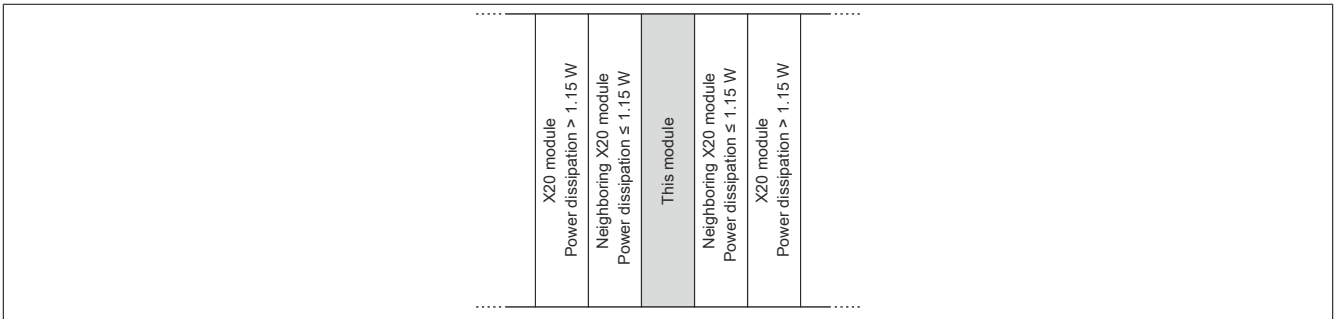 X20 module
Power dissipation > 1.15 W
Neighboring X20 module
Power dissipation ≤ 1.15 W
This module
Neighboring X20 module
Power dissipation ≤ 1.15 W
X20 module
Power dissipation > 1.15 W